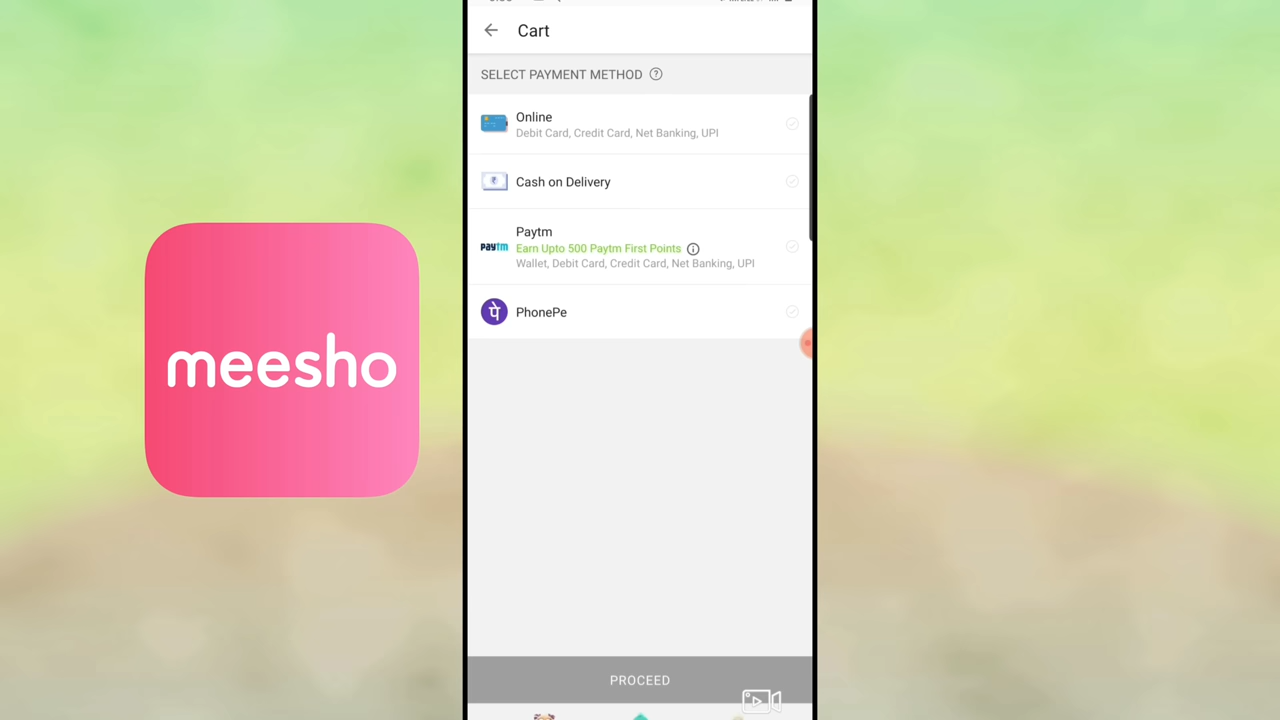 Cart
SELECT PAYMENT METHOD
Online
Debit Card, Credit Card, Net Banking, UPI
Cash on Delivery
Paytm
Earn Upto 500 Paytm First Points
paytm
Wallet, Debit Card, Credit Card, Net Banking, UPI
पे
PhonePe
meesho
PROCEED